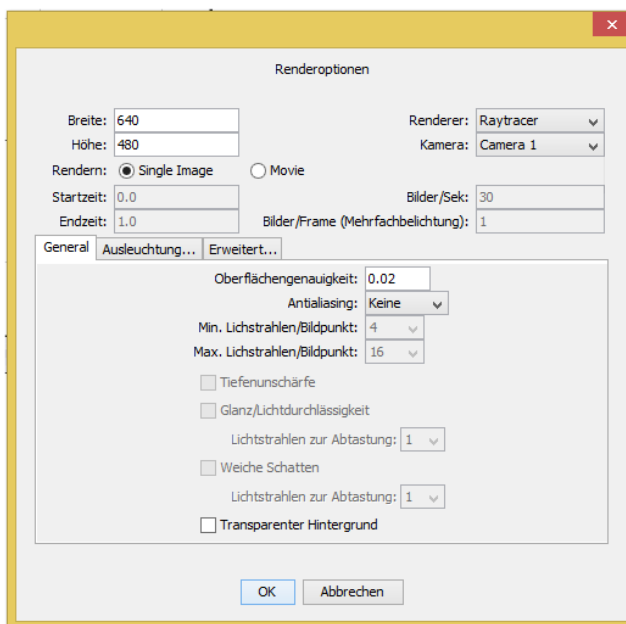 Renderoptionen
Breite: 640 Renderer: Raytracer
Höhe: 480 Kamera: Camera 1
Rendern: Single Image Movie
Startzeit: 0.0 Bilder/Sek: 30
Endzeit: 1.0 Bilder/Frame (Mehrfachbelichtung): 1
General Ausleuchtung... Erweitert...
Oberflächengenauigkeit: 0.02
Antialiasing: Keine
Min. Lichstrahlen/Bildpunkt: 4
Max. Lichstrahlen/Bildpunkt: 16
Tiefenunschärfe
Glanz/Lichtdurchlässigkeit
Lichtstrahlen zur Abtastung: 1
Weiche Schatten
Lichtstrahlen zur Abtastung: 1
Transparenter Hintergrund
OK Abbrechen